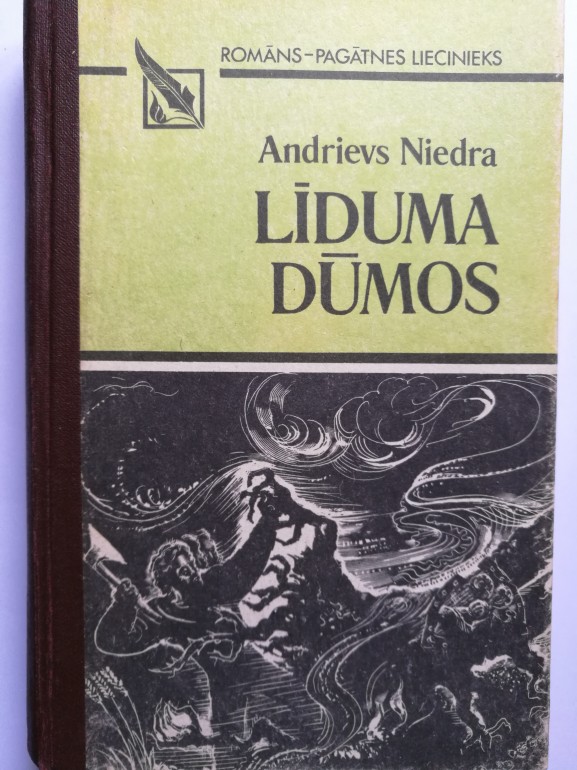 ROMĀNS–PAGĀTNES LIECINIEKS
Andrievs Niedra
LĪDUMA
DŪMOS